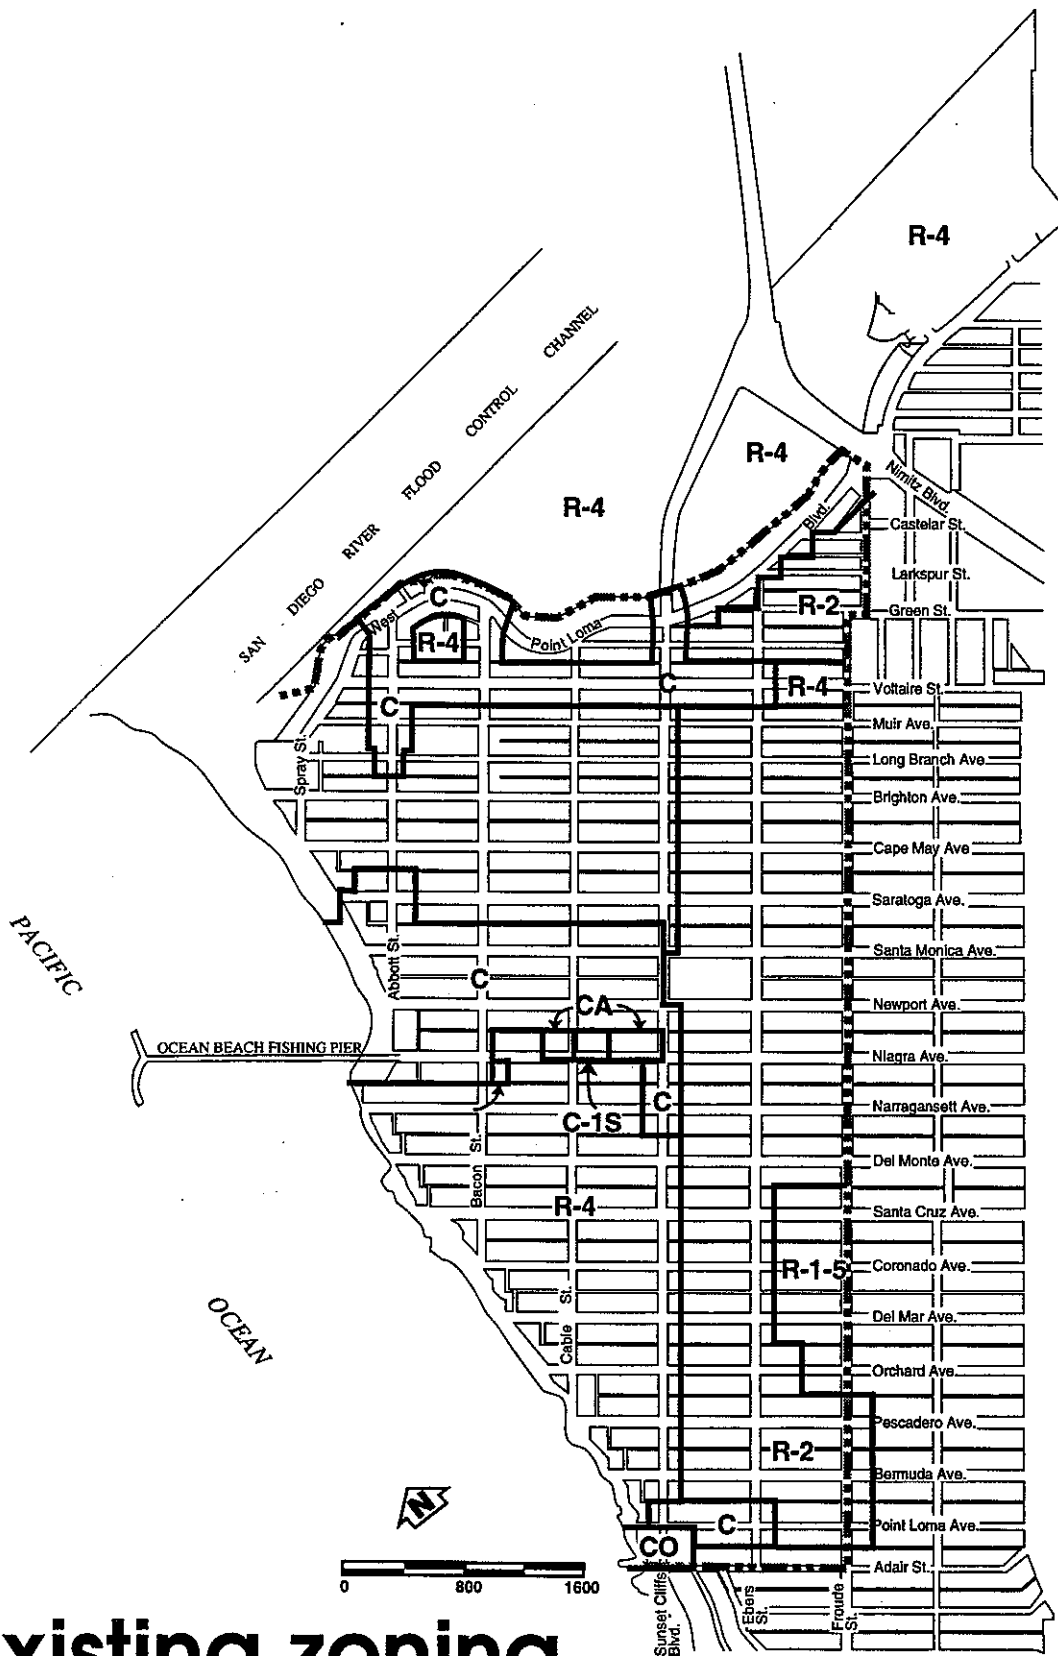 R-4
SAN DIEGO RIVER FLOOD CONTROL CHANNEL
R-4
R-4
Nimitz Blvd.
Blvd.
Castelar St.
Larkspur St.
C
R-2
Green St.
West
R-4
Point Loma
C
R-4
Voltaire St.
C
Muir Ave.
Spray St.
Long Branch Ave.
Brighton Ave.
Cape May Ave
Saratoga Ave.
PACIFIC
Abbott St.
Santa Monica Ave.
C
CA
Newport Ave.
OCEAN BEACH FISHING PIER
Niagra Ave.
C
Narragansett Ave.
C-1S
Bacon St.
Del Monte Ave.
R-4
Santa Cruz Ave.
R-1-5
Coronado Ave.
OCEAN
Cable St.
Del Mar Ave.
Orchard Ave.
Pescadero Ave.
R-2
Bermuda Ave.
N
C
Point Loma Ave.
CO
Adair St.
0 800 1600
Sunset Cliffs Blvd.
Ebers St.
Froude St.
xisting zoning